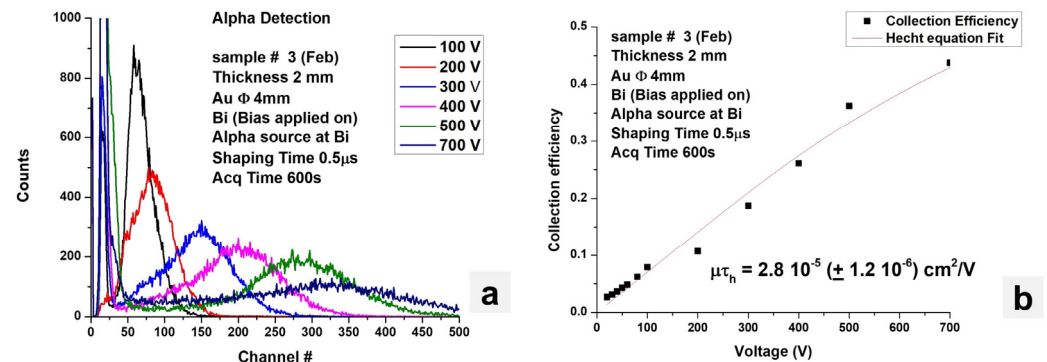 Alpha Detection
sample # 3 (Feb)
Thickness 2 mm
Au Φ 4mm
Bi (Bias applied on)
Alpha source at Bi
Shaping Time 0.5μs
Acq Time 600s
100 V
200 V
300 V
400 V
500 V
700 V
1000
800
600
400
200
0
Counts
0 50 100 150 200 250 300 350 400 450 500
Channel #
a
Collection Efficiency
Hecht equation Fit
sample # 3 (Feb)
Thickness 2 mm
Au Φ 4mm
Bi (Bias applied on)
Alpha source at Bi
Shaping Time 0.5μs
Acq Time 600s
μτh = 2.8 10-5 (+ 1.2 10-6) cm2/V
0.5
0.4
0.3
0.2
0.1
0.0
Collection efficiency
0 100 200 300 400 500 600 700
Voltage (V)
b